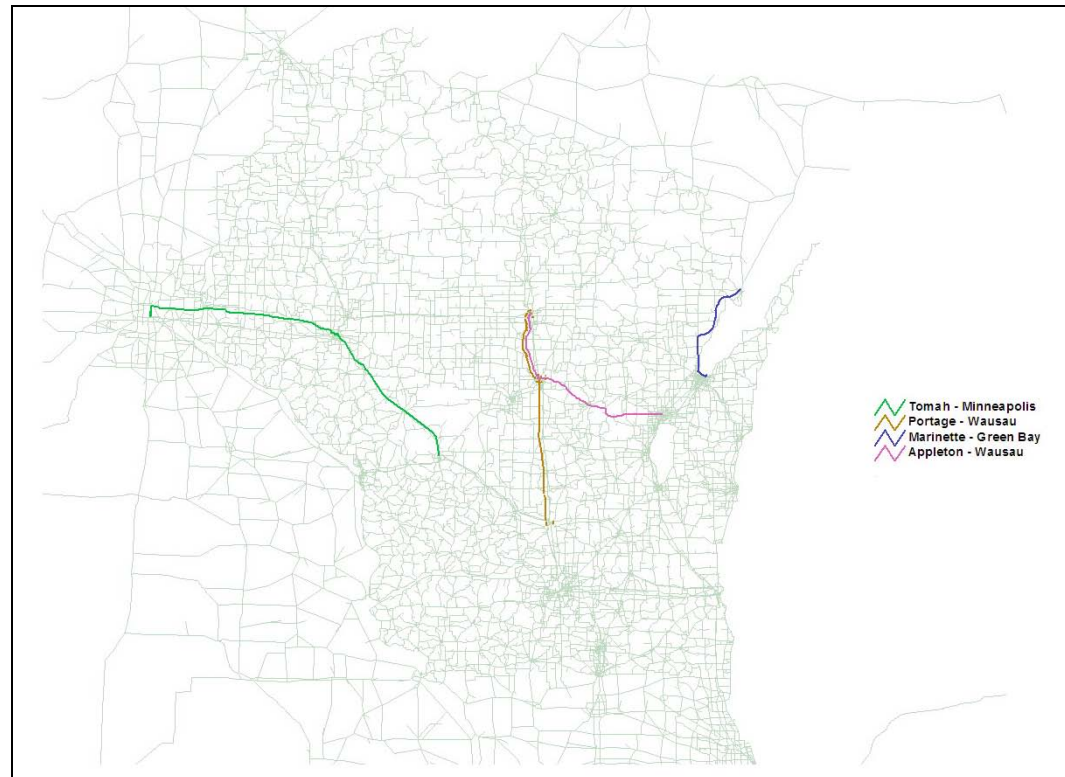 Tomah - Minneapolis
Portage - Wausau
Marinette - Green Bay
Appleton - Wausau